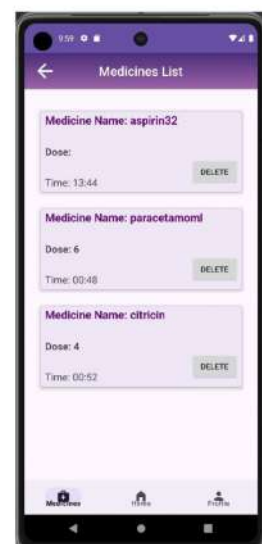 9:59
Medicines List
Medicine Name: aspirin32
Dose:
DELETE
Time: 13:44
Medicine Name: paracetamoml
Dose: 6
DELETE
Time: 00:48
Medicine Name: citricin
Dose: 4
DELETE
Time: 00:52
Medicines Home Profile